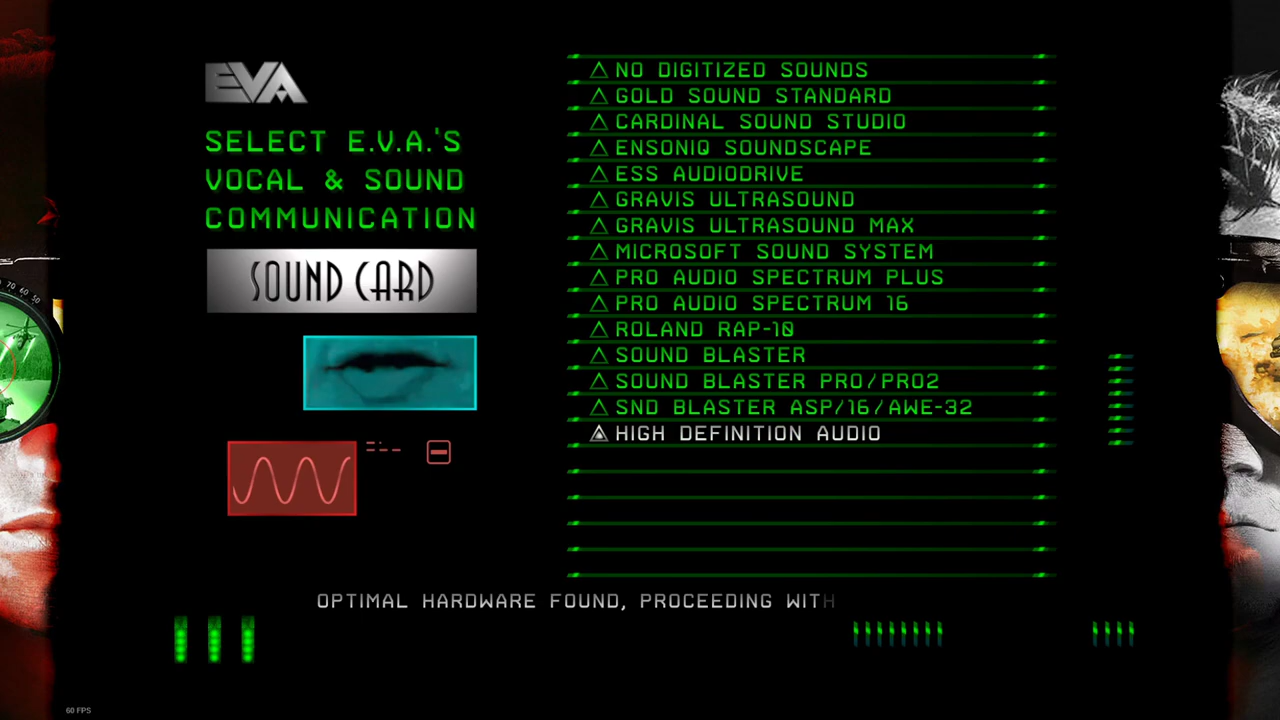 EVA
SELECT E.V.A.'S
VOCAL & SOUND
COMMUNICATION
SOUND CARD
NO DIGITIZED SOUNDS
GOLD SOUND STANDARD
CARDINAL SOUND STUDIO
ENSONIQ SOUNDSCAPE
ESS AUDIODRIVE
GRAVIS ULTRASOUND
GRAVIS ULTRASOUND MAX
MICROSOFT SOUND SYSTEM
PRO AUDIO SPECTRUM PLUS
PRO AUDIO SPECTRUM 16
ROLAND RAP-10
SOUND BLASTER
SOUND BLASTER PRO/PRO2
SND BLASTER ASP/16/AWE-32
HIGH DEFINITION AUDIO
70 60 50
OPTIMAL HARDWARE FOUND, PROCEEDING WITH
60 FPS